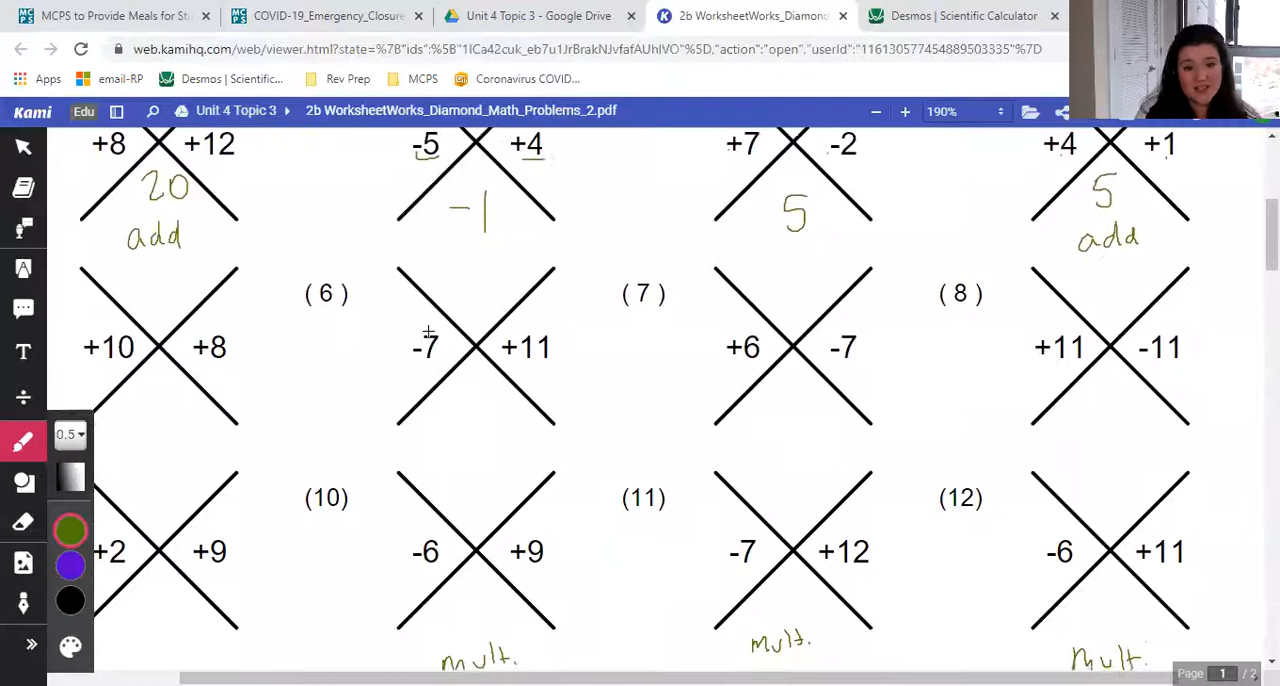 MCPS to Provide Meals for St
COVID-19_Emergency_Closure
Unit 4 Topic 3 - Google Drive
2b WorksheetWorks_Diamond
Desmos | Scientific Calculator
web.kamihq.com/web/viewer.html?state=%7B"ids":%5B"1ICa42cuk_eb7u1JrBrakNJvfafAUhIVO"%5D,"action":"open","userId":"116130577454889503335"%7D
Apps
email-RP
Desmos | Scientific...
Rev Prep
MCPS
Coronavirus COVID...
Kami
Edu
Unit 4 Topic 3
2b WorksheetWorks_Diamond_Math_Problems_2.pdf
190%
+8 +12 -5 +4 +7 -2 +4 +1
20 -1 5 5
add add
(6) (7) (8)
+10 +8 -7 +11 +6 -7 +11 -11
0.5
(10) (11) (12)
+2 +9 -6 +9 -7 +12 -6 +11
mult. mult. mult.
Page 1 / 2